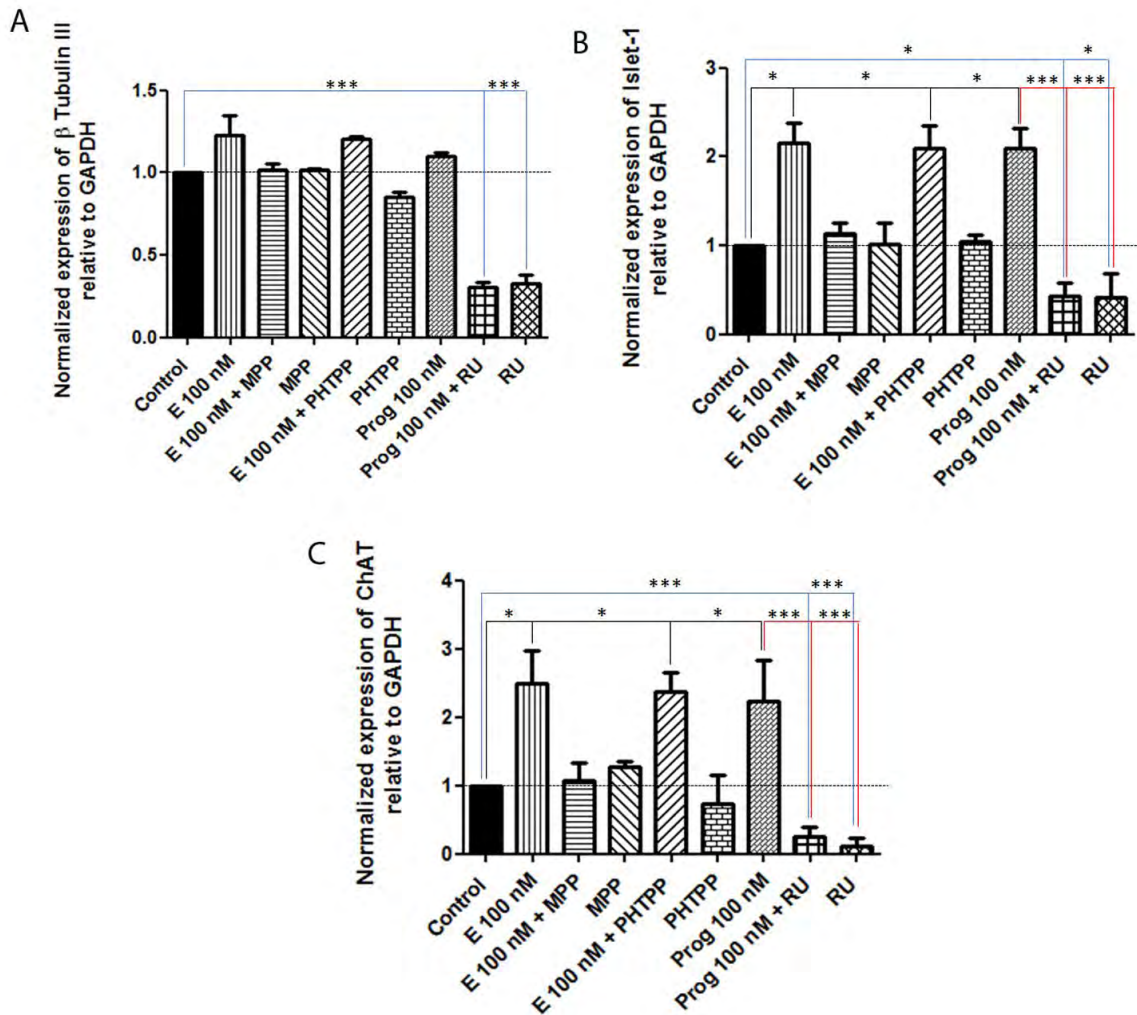 A
Normalized expression of β Tubulin III
relative to GAPDH
1.5
1.0
0.5
0.0
***
***
Control
E 100 nM
E 100 nM + MPP
MPP
E 100 nM + PHTPP
PHTPP
Prog 100 nM
Prog 100 nM + RU
RU
B
Normalized expression of Islet-1
relative to GAPDH
3
2
1
0
*
*
*
*
*
***
***
Control
E 100 nM
E 100 nM + MPP
MPP
E 100 nM + PHTPP
PHTPP
Prog 100 nM
Prog 100 nM + RU
RU
C
Normalized expression of ChAT
relative to GAPDH
4
3
2
1
0
***
***
*
*
*
***
***
Control
E 100 nM
E 100 nM + MPP
MPP
E 100 nM + PHTPP
PHTPP
Prog 100 nM
Prog 100 nM + RU
RU